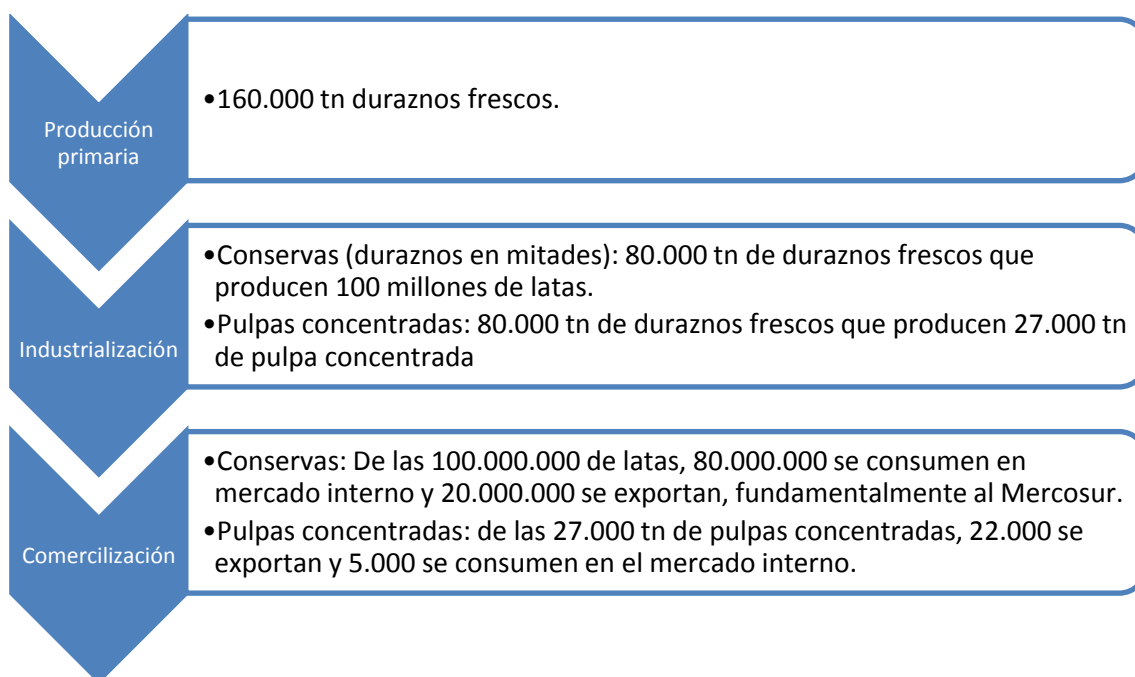 Producción
primaria
•160.000 tn duraznos frescos.
Industrialización
•Conservas (duraznos en mitades): 80.000 tn de duraznos frescos que
producen 100 millones de latas.
•Pulpas concentradas: 80.000 tn de duraznos frescos que producen 27.000 tn
de pulpa concentrada
Comercilización
•Conservas: De las 100.000.000 de latas, 80.000.000 se consumen en
mercado interno y 20.000.000 se exportan, fundamentalmente al Mercosur.
•Pulpas concentradas: de las 27.000 tn de pulpas concentradas, 22.000 se
exportan y 5.000 se consumen en el mercado interno.